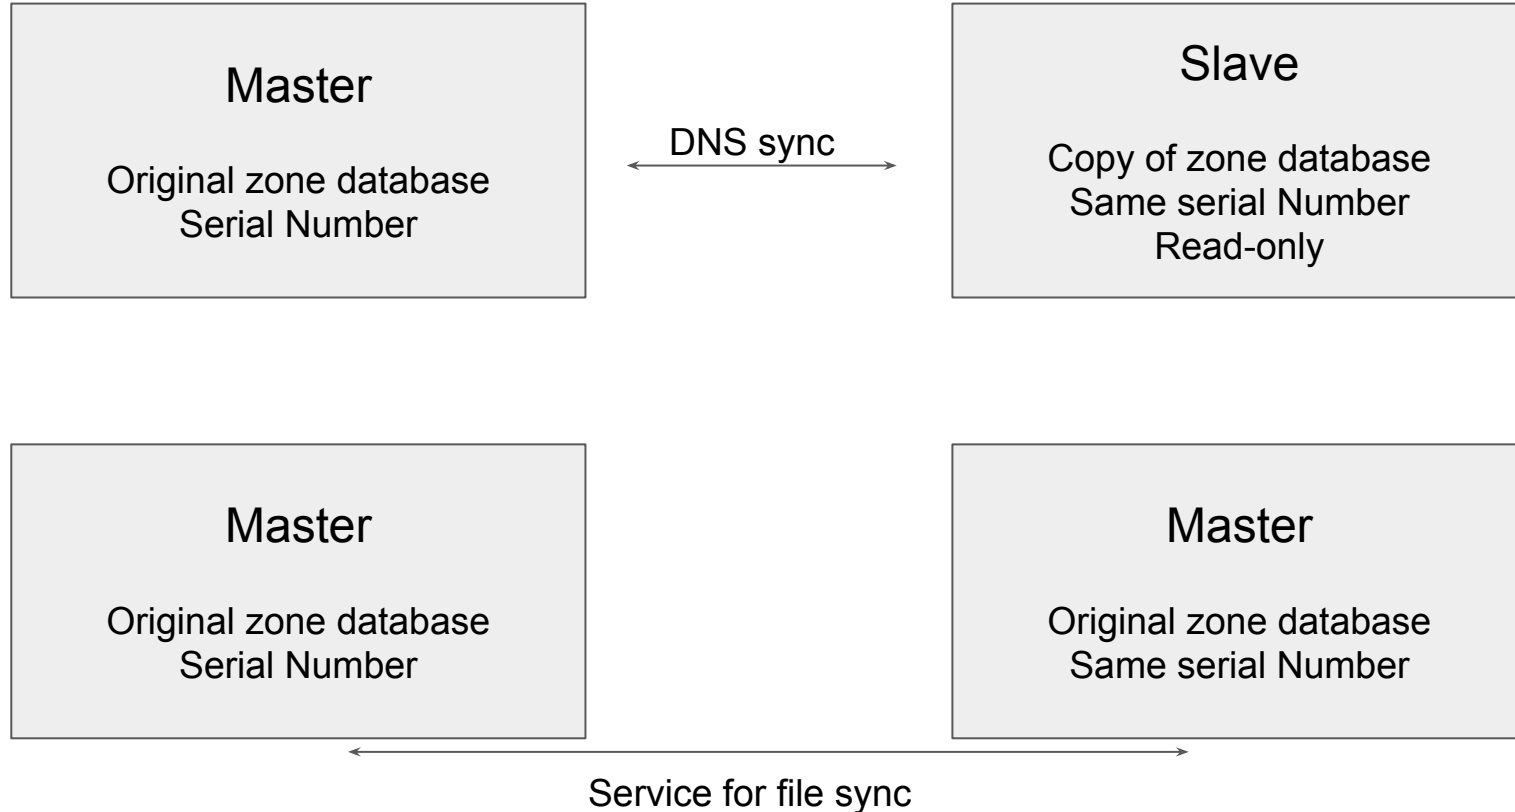 Master
Original zone database
Serial Number
DNS sync
Slave
Copy of zone database
Same serial Number
Read-only
Master
Original zone database
Serial Number
Master
Original zone database
Same serial Number
Service for file sync